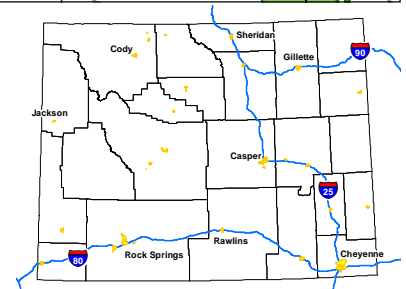 Sheridan
Cody
Gillette
90
Jackson
Casper
25
Rawlins
Cheyenne
80
Rock Springs